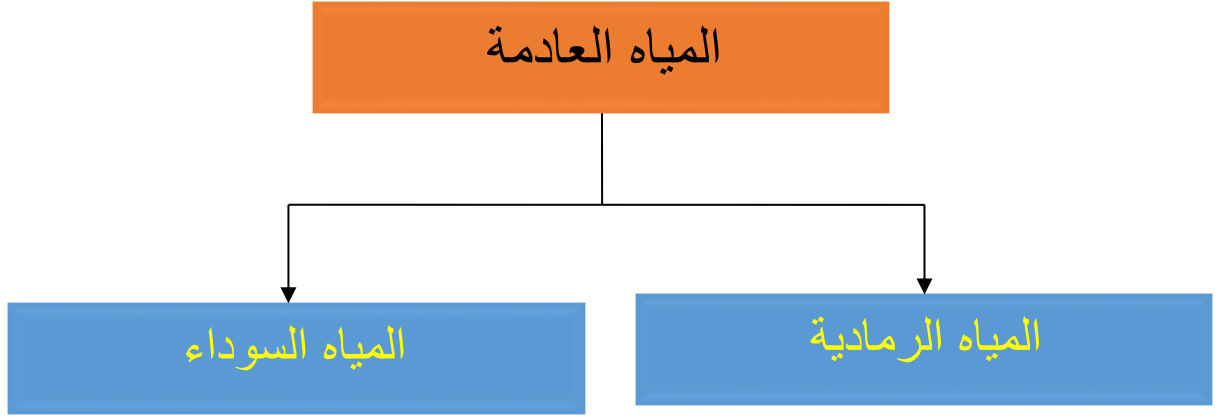 المياه العادمة
المياه الرمادية
المياه السوداء